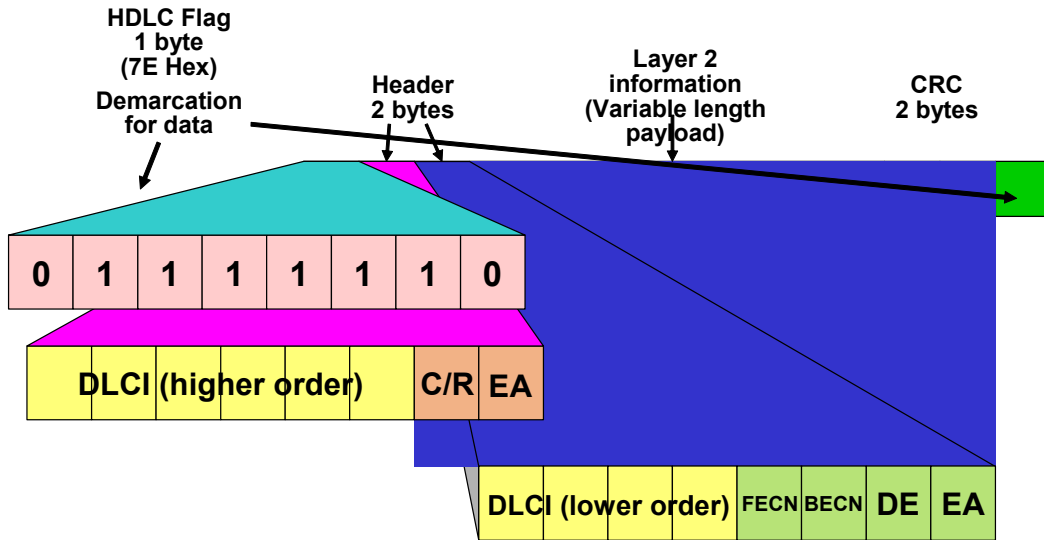 HDLC Flag
1 byte
(7E Hex)
Demarcation
for data
Header
2 bytes
Layer 2
information
(Variable length
payload)
CRC
2 bytes
0 1 1 1 1 1 1 0
DLCI (higher order) C/R EA
DLCI (lower order) FECN BECN DE EA